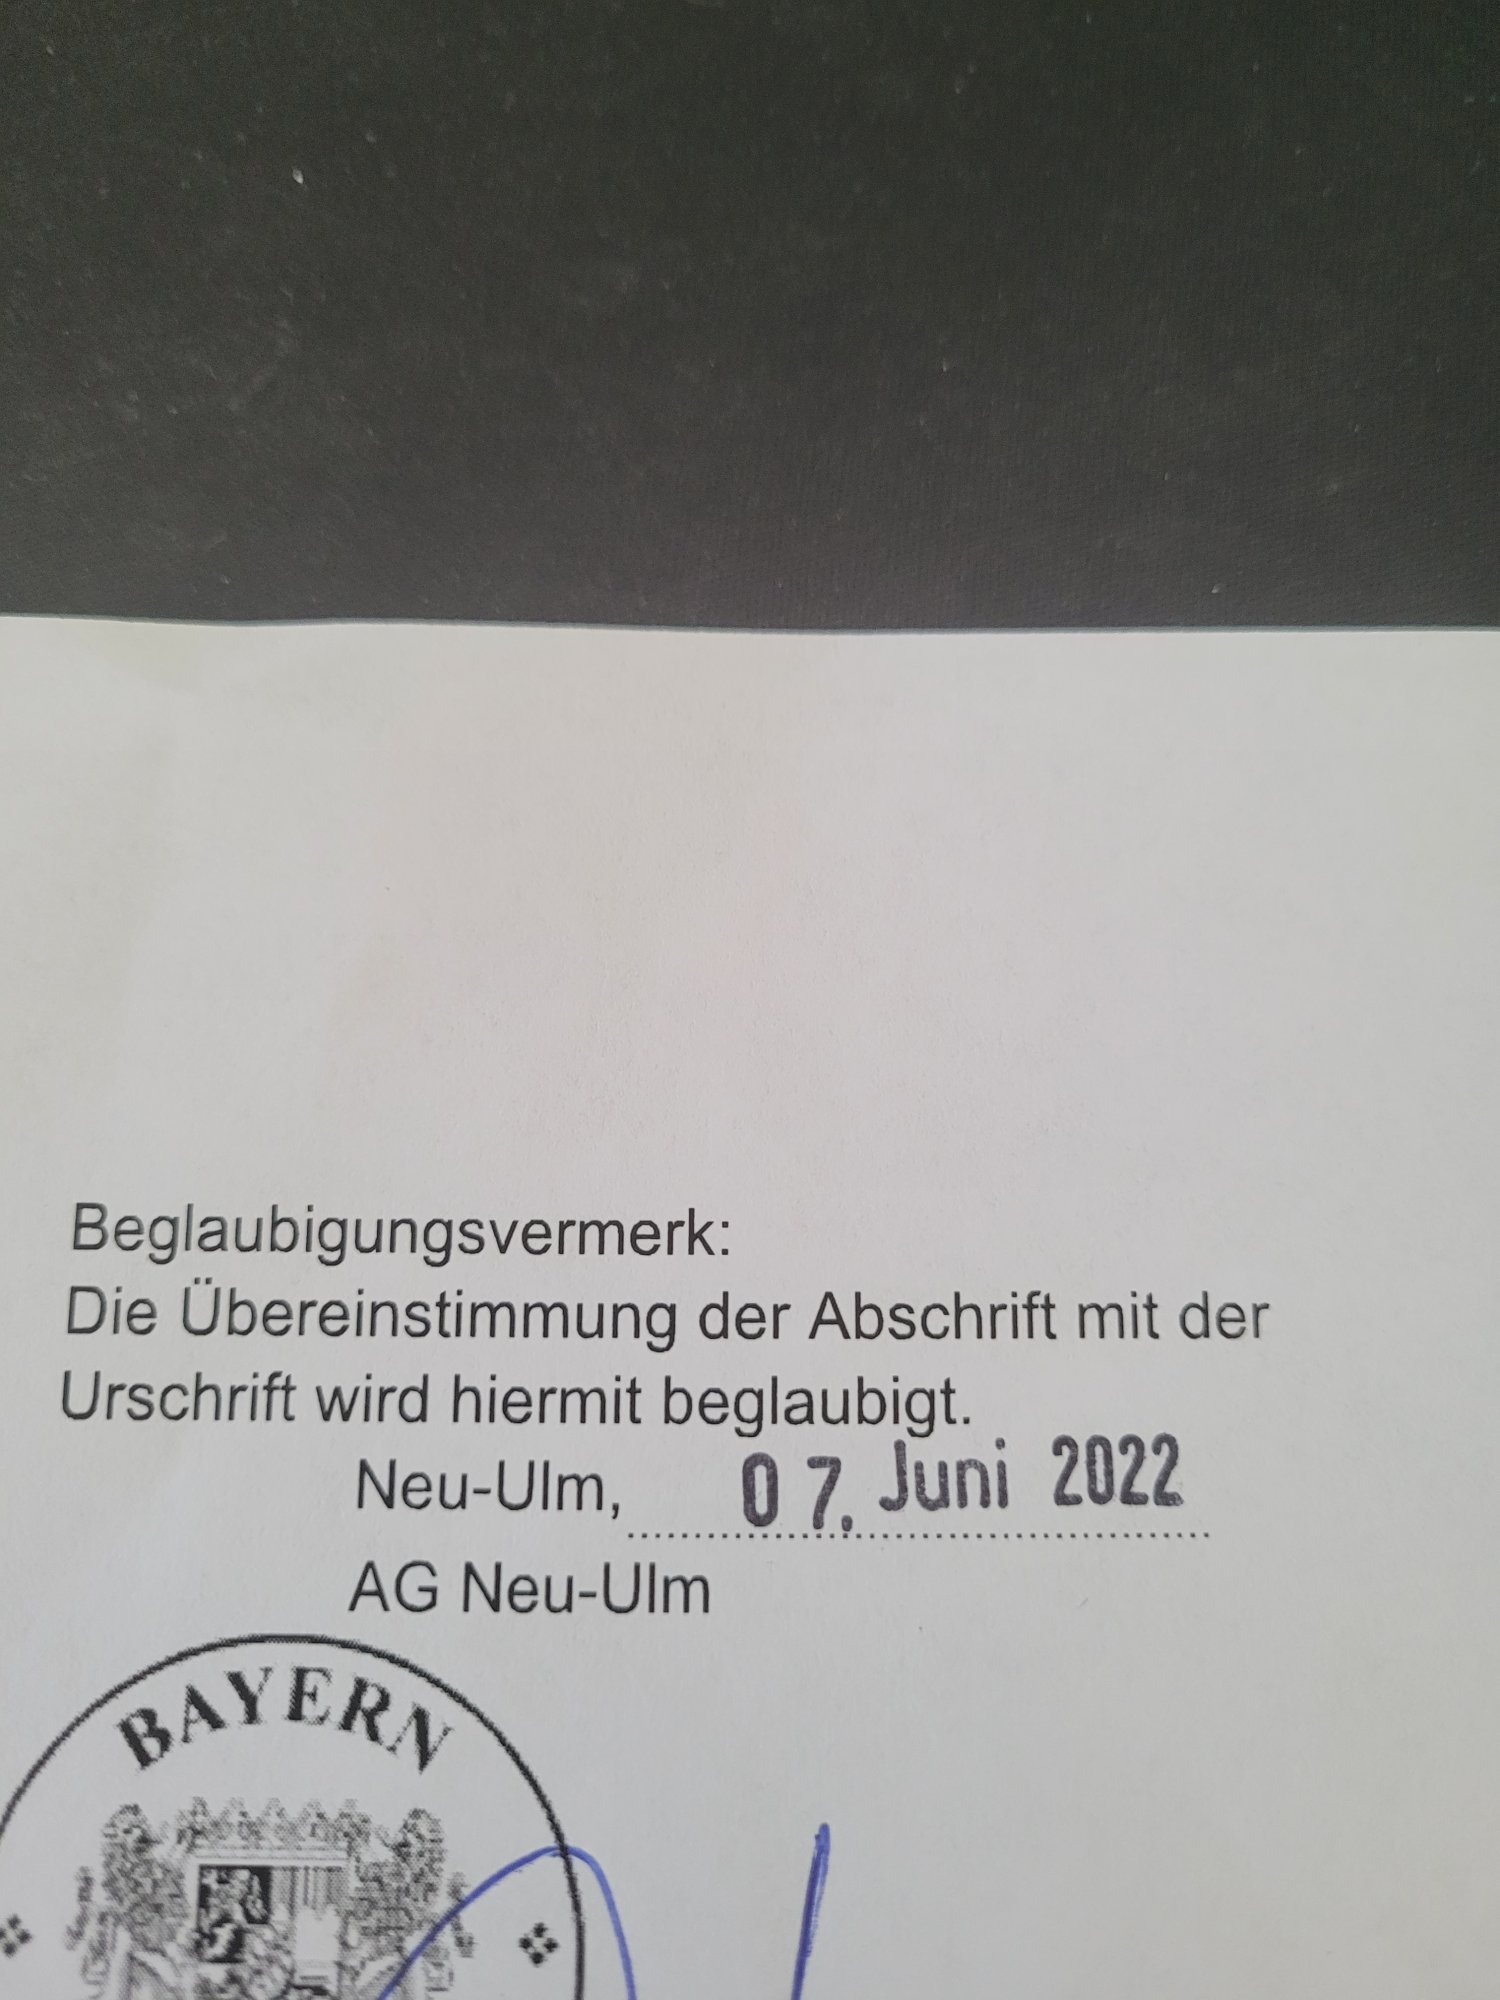 Beglaubigungsvermerk:
Die Übereinstimmung der Abschrift mit der
Urschrift wird hiermit beglaubigt.
Neu-Ulm, 07. Juni 2022
AG Neu-Ulm
BAYERN